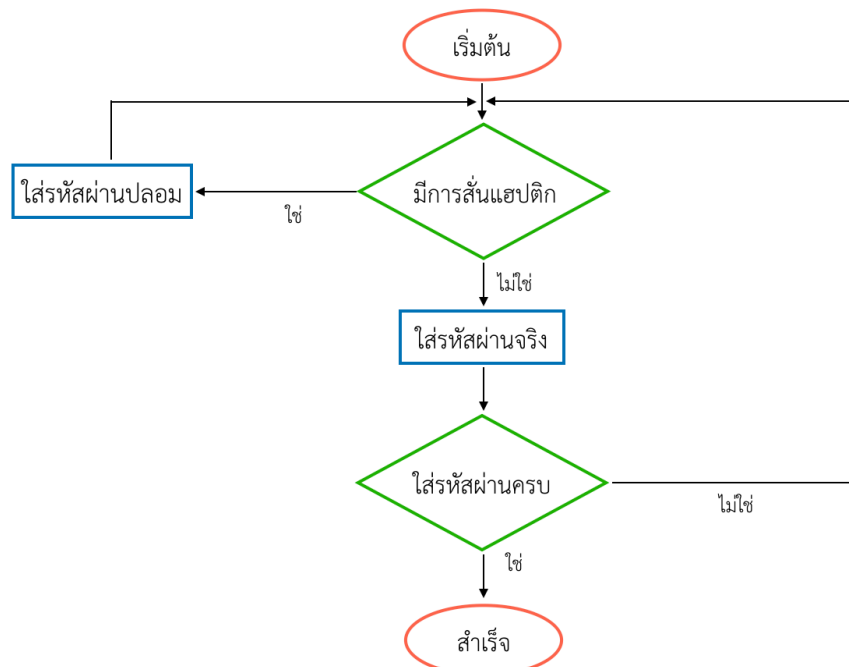 เริ่มต้น
มีการสั่นแฮปติก
ใส่รหัสผ่านปลอม
ใช่
ไม่ใช่
ใส่รหัสผ่านจริง
ใส่รหัสผ่านครบ
ไม่ใช่
ใช่
สำเร็จ